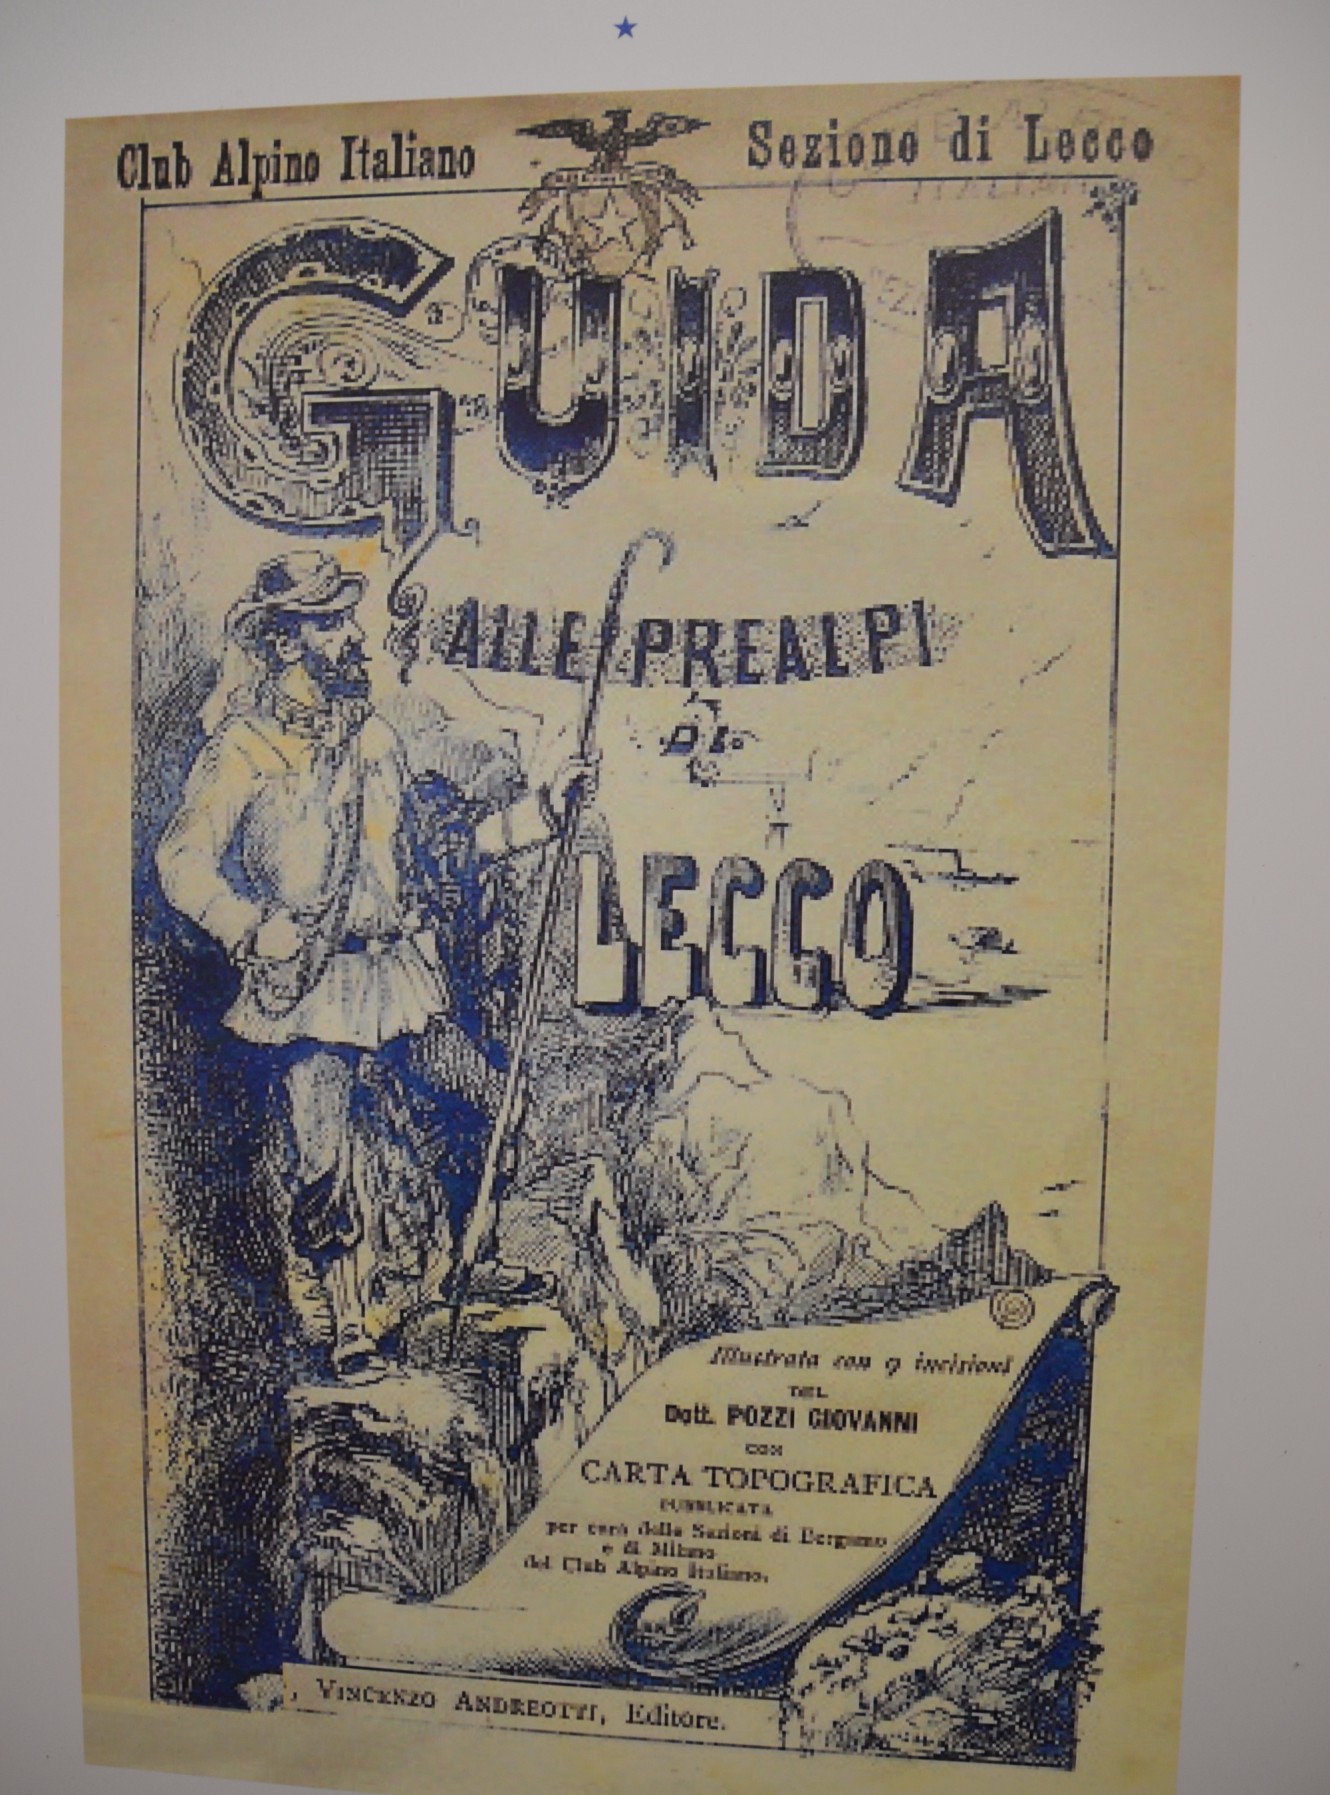 Club Alpino Italiano
Sezione di Lecco
GUIDA
ALLE PREALPI
DI
LECCO
Illustrata con 9 incisioni
DEL
Dott. POZZI GIOVANNI
CON
CARTA TOPOGRAFICA
PUBBLICATA
per cura delle Sezioni di Bergamo
e di Milano
del Club Alpino Italiano.
, VINCENZO ANDREOTTI, Editore.